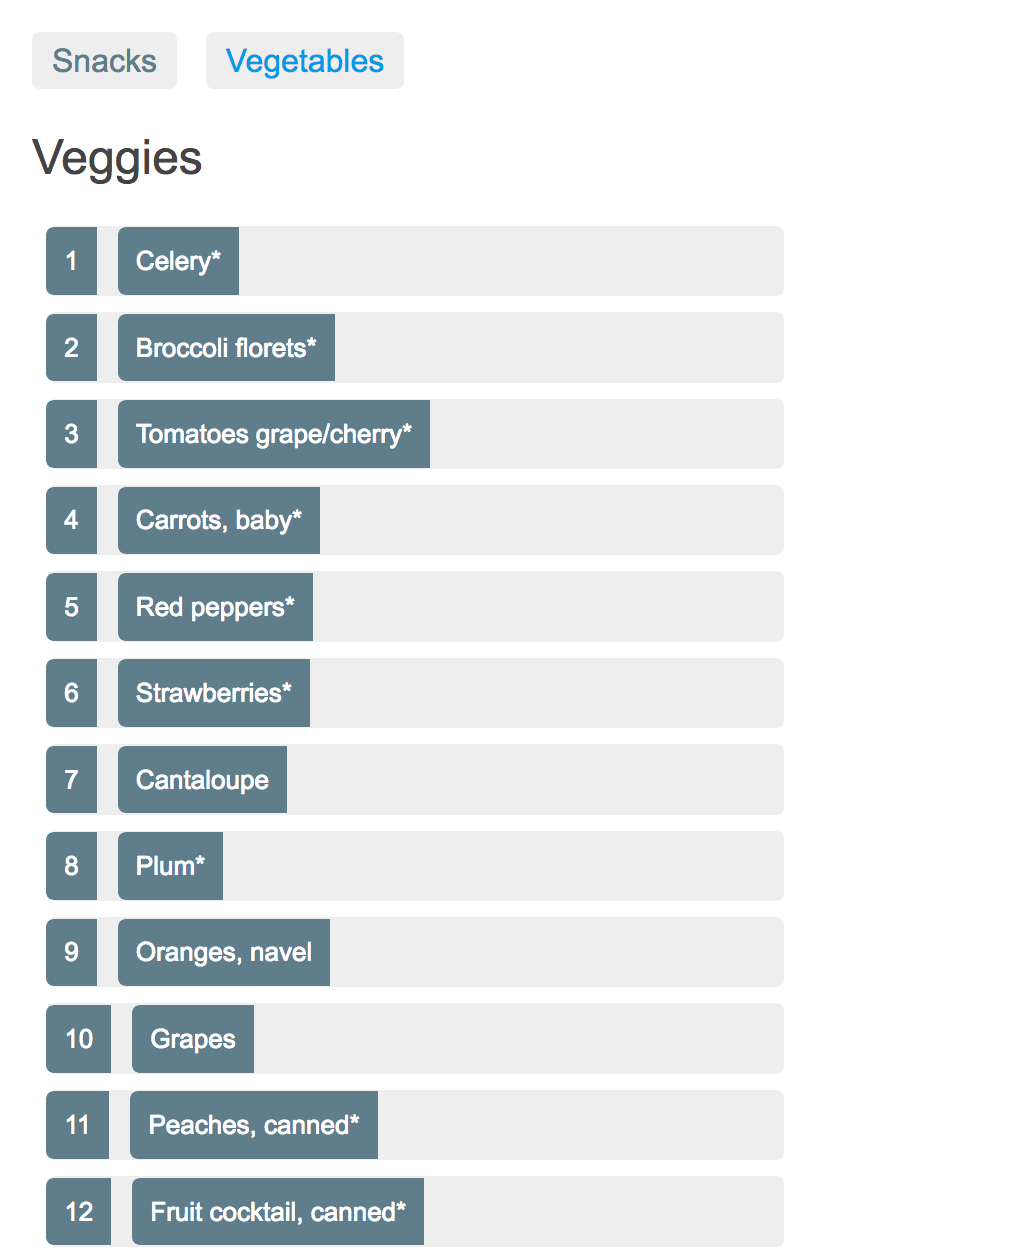 Snacks Vegetables
Veggies
1 Celery*
2 Broccoli florets*
3 Tomatoes grape/cherry*
4 Carrots, baby*
5 Red peppers*
6 Strawberries*
7 Cantaloupe
8 Plum*
9 Oranges, navel
10 Grapes
11 Peaches, canned*
12 Fruit cocktail, canned*